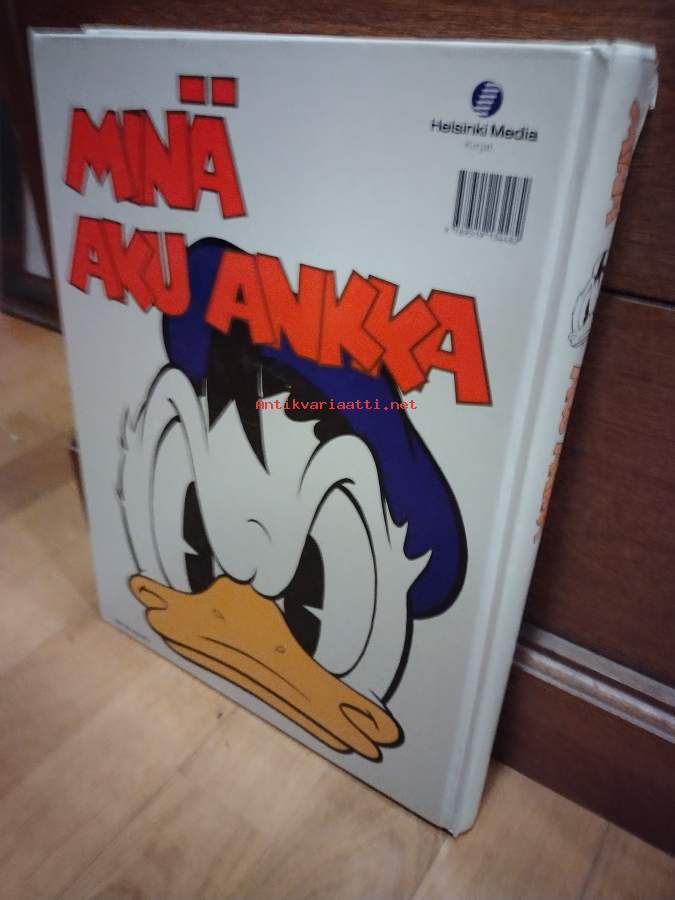 MINÄ
AKU ANKKA
Helsinki Media
Kirjat
Antikvariaatti.net